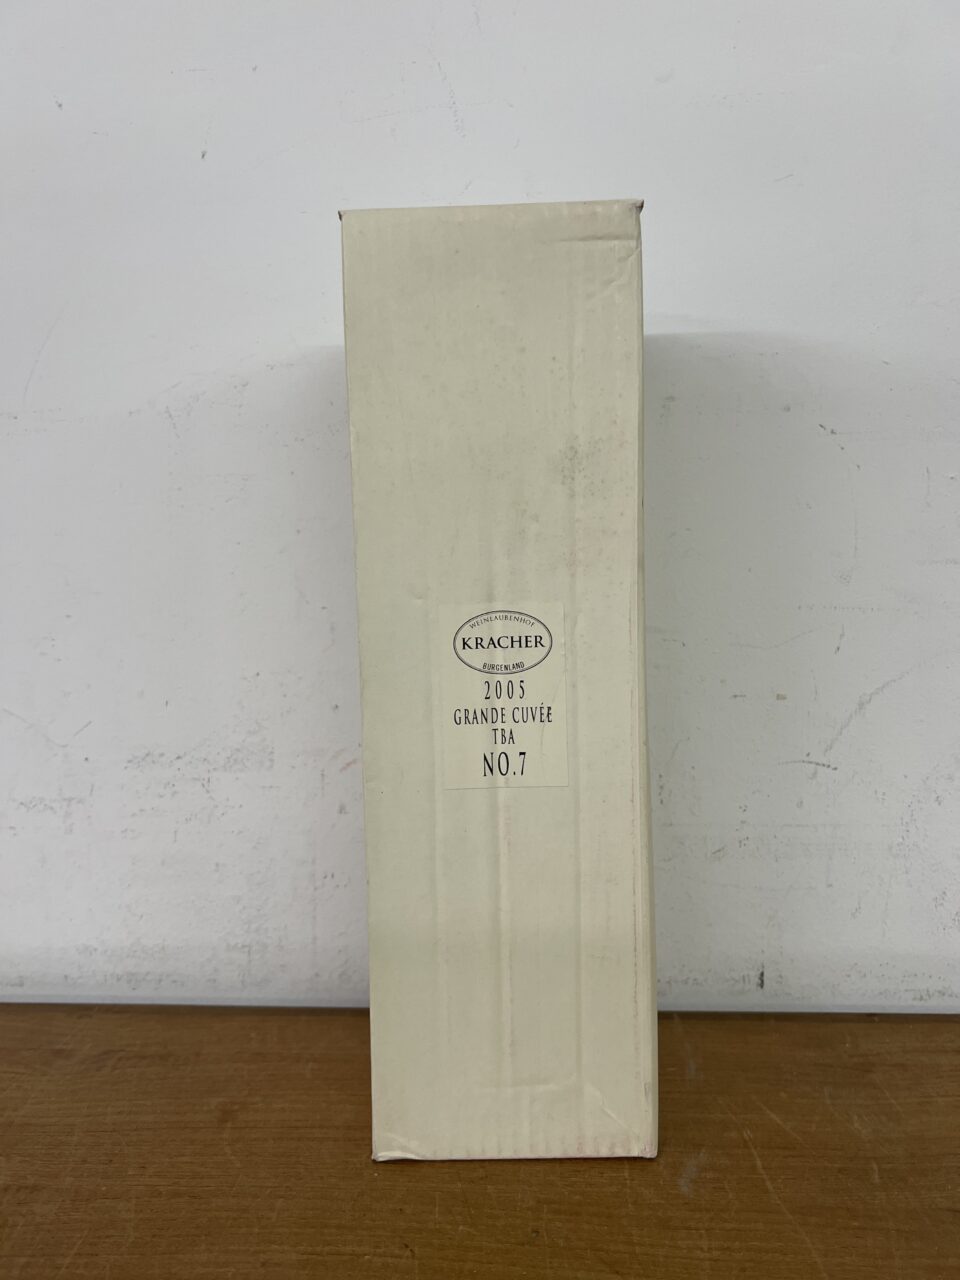 WEINLAUBENHOF
KRACHER
BURGENLAND
2005
GRANDE CUVÉE
TBA
NO.7